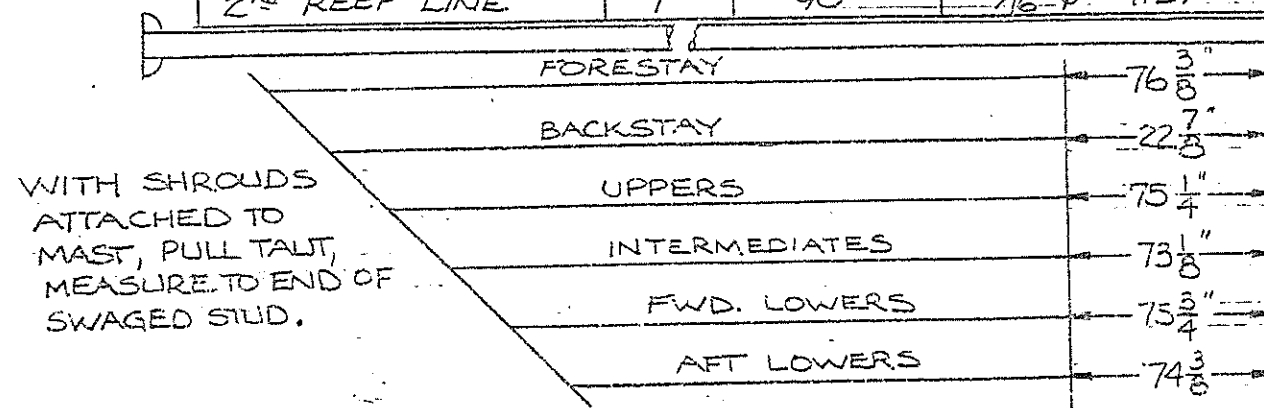 2ND REEF LINE 1 90
FORESTAY 76 3/8"
BACKSTAY 22 7/8"
UPPERS 75 1/4"
INTERMEDIATES 73 1/8"
FWD. LOWERS 75 3/4"
AFT LOWERS 74
WITH SHROUDS
ATTACHED TO
MAST, PULL TAUT,
MEASURE TO END OF
SWAGED STUD.